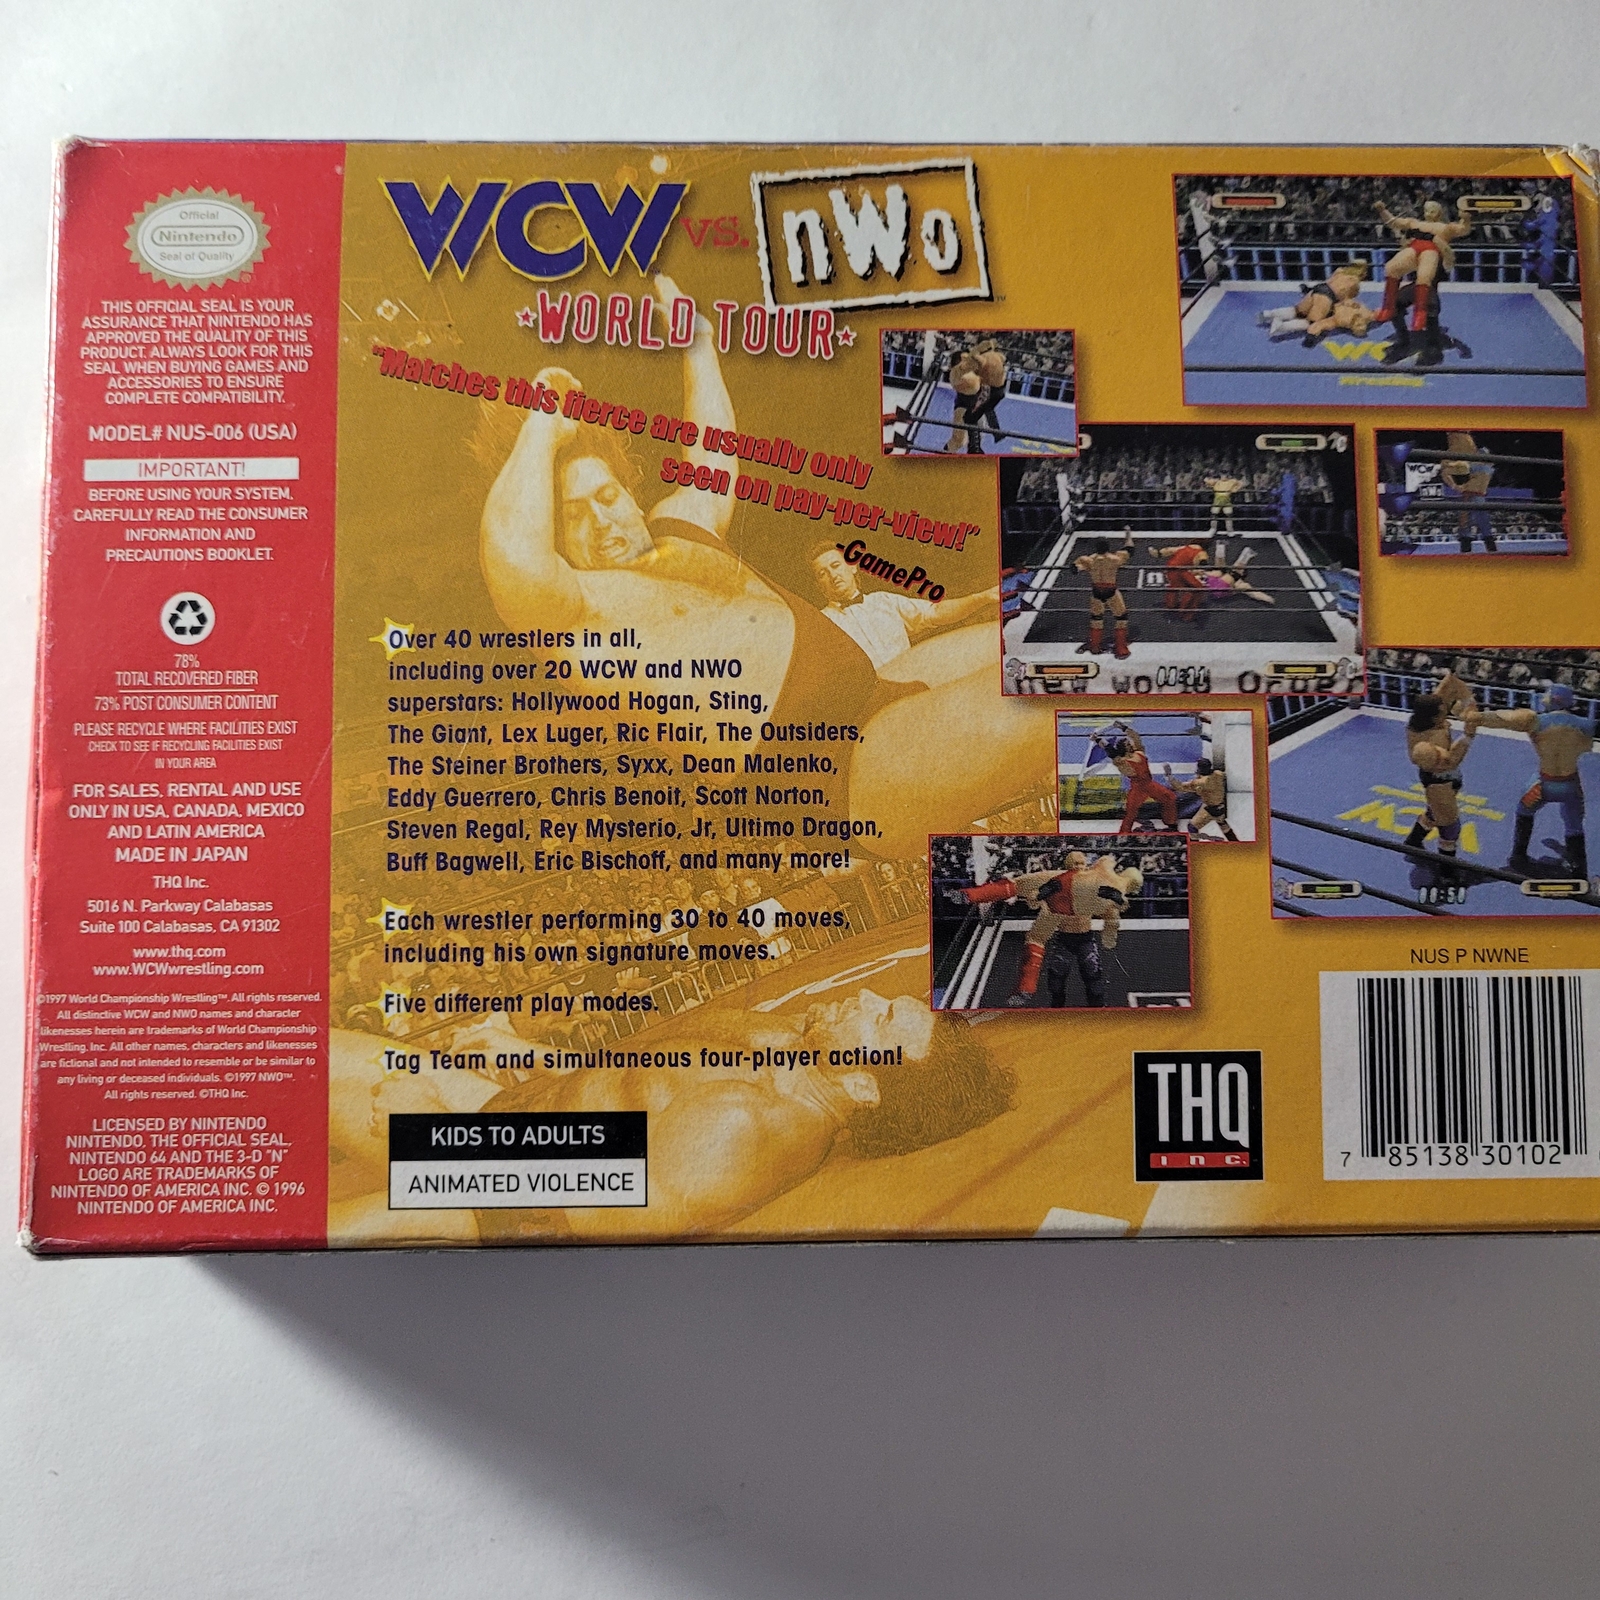 Official
Nintendo
Seal of Quality
THIS OFFICIAL SEAL IS YOUR
ASSURANCE THAT NINTENDO HAS
APPROVED THE QUALITY OF THIS
PRODUCT. ALWAYS LOOK FOR THIS
SEAL WHEN BUYING GAMES AND
ACCESSORIES TO ENSURE
COMPLETE COMPATIBILITY.
MODEL# NUS-006 (USA)
IMPORTANT!
BEFORE USING YOUR SYSTEM,
CAREFULLY READ THE CONSUMER
INFORMATION AND
PRECAUTIONS BOOKLET.
78%
TOTAL RECOVERED FIBER
73% POST CONSUMER CONTENT
PLEASE RECYCLE WHERE FACILITIES EXIST
CHECK TO SEE IF RECYCLING FACILITIES EXIST
IN YOUR AREA
FOR SALES, RENTAL AND USE
ONLY IN USA, CANADA, MEXICO
AND LATIN AMERICA
MADE IN JAPAN
THQ Inc.
5016 N. Parkway Calabasas
Suite 100 Calabasas, CA 91302
www.thq.com
www.WCWwrestling.com
©1997 World Championship Wrestling™. All rights reserved.
All distinctive WCW and NWO names and character
likenesses herein are trademarks of World Championship
Wrestling, Inc. All other names, characters and likenesses
are fictional and not intended to resemble or be similar to
any living or deceased individuals. ©1997 NWO™.
All rights reserved. ©THQ Inc.
LICENSED BY NINTENDO
NINTENDO, THE OFFICIAL SEAL,
NINTENDO 64 AND THE 3-D "N"
LOGO ARE TRADEMARKS OF
NINTENDO OF AMERICA INC. © 1996
NINTENDO OF AMERICA INC.
WCW vs. nWo
WORLD TOUR
"Matches this fierce are usually only
seen on pay-per-view!"
-GamePro
Over 40 wrestlers in all,
including over 20 WCW and NWO
superstars: Hollywood Hogan, Sting,
The Giant, Lex Luger, Ric Flair, The Outsiders,
The Steiner Brothers, Syxx, Dean Malenko,
Eddy Guerrero, Chris Benoit, Scott Norton,
Steven Regal, Rey Mysterio, Jr, Ultimo Dragon,
Buff Bagwell, Eric Bischoff, and many more!
Each wrestler performing 30 to 40 moves,
including his own signature moves.
Five different play modes.
Tag Team and simultaneous four-player action!
KIDS TO ADULTS
ANIMATED VIOLENCE
WCW
Wrestling
WCW
nWo
New World Order
WCW
00:50
THQ
INC.
NUS P NWNE
7 85138 30102